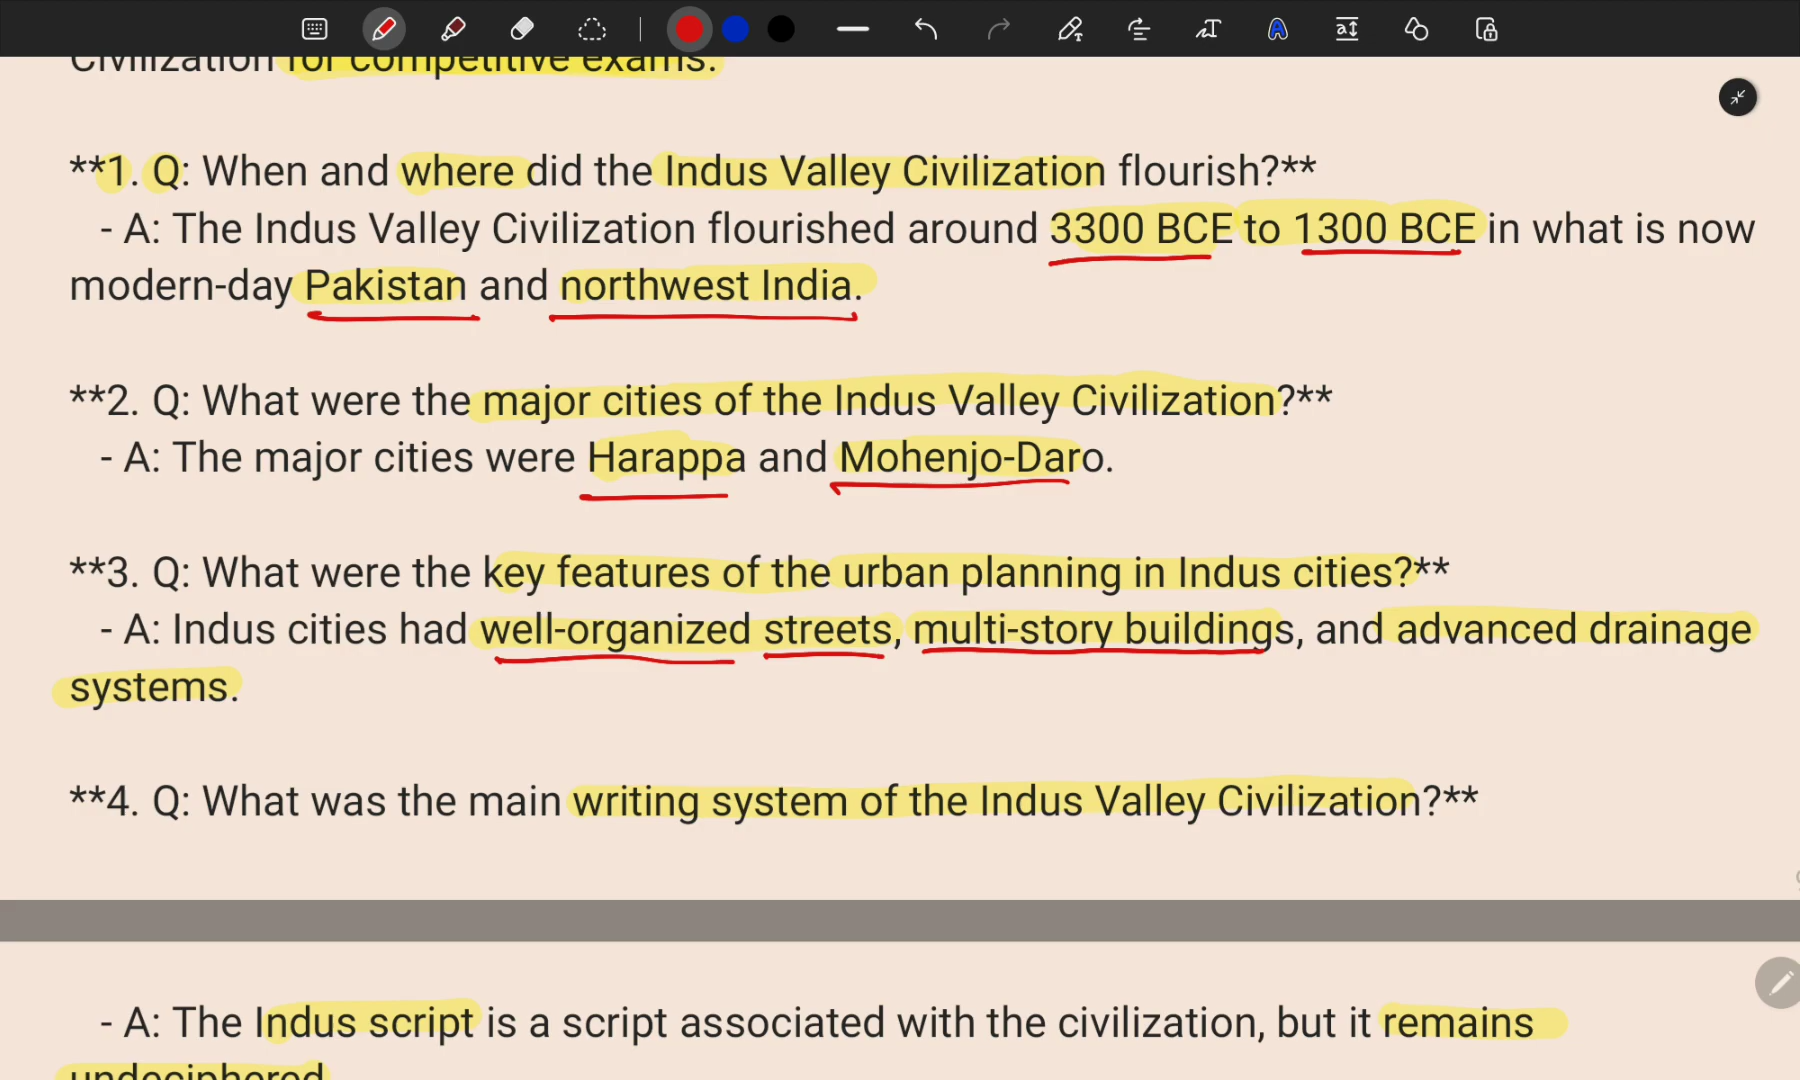 Civilization for competitive exams.
**1. Q: When and where did the Indus Valley Civilization flourish?**
- A: The Indus Valley Civilization flourished around 3300 BCE to 1300 BCE in what is now
modern-day Pakistan and northwest India.
**2. Q: What were the major cities of the Indus Valley Civilization?**
- A: The major cities were Harappa and Mohenjo-Daro.
**3. Q: What were the key features of the urban planning in Indus cities?**
- A: Indus cities had well-organized streets, multi-story buildings, and advanced drainage
systems.
**4. Q: What was the main writing system of the Indus Valley Civilization?**
- A: The Indus script is a script associated with the civilization, but it remains
undeciphered